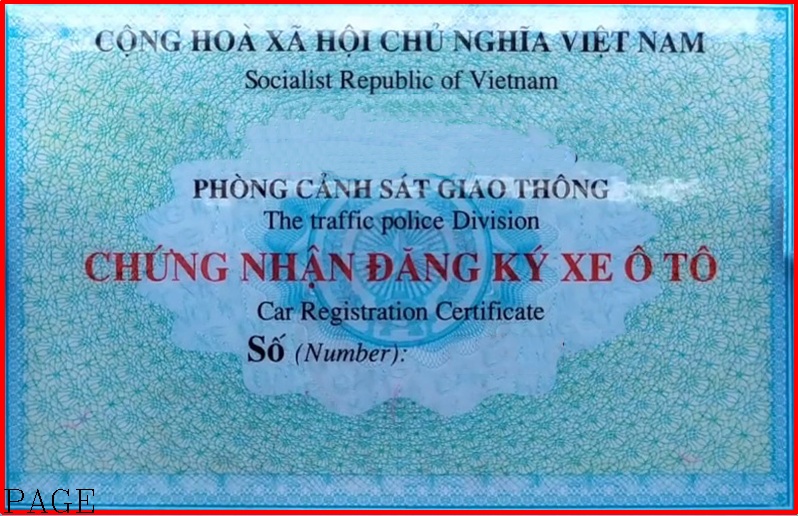 CỘNG HOÀ XÃ HỘI CHỦ NGHĨA VIỆT NAM
Socialist Republic of Vietnam
PHÒNG CẢNH SÁT GIAO THÔNG
The traffic police Division
CHỨNG NHẬN ĐĂNG KÝ XE Ô TÔ
Car Registration Certificate
Số (Number):
PAGE